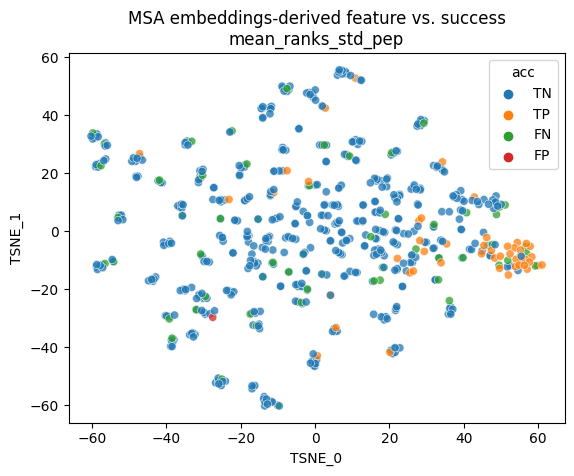 MSA embeddings-derived feature vs. success
mean_ranks_std_pep
60
40
20
0
−20
−40
−60
TSNE_1
acc
TN
TP
FN
FP
−60
−40
−20
0
20
40
60
TSNE_0